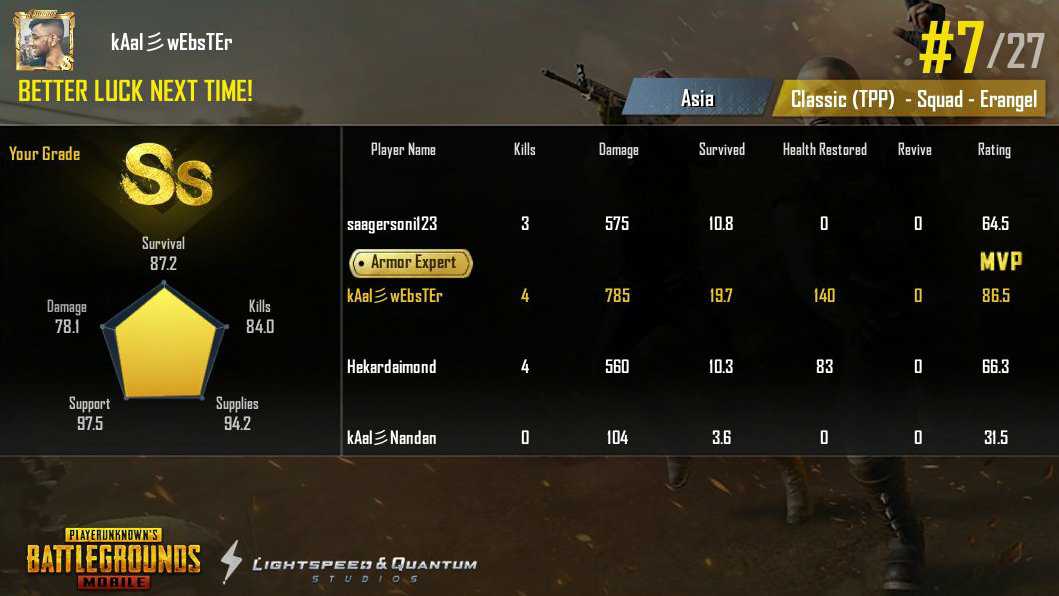 kAal彡wEbsTEr
BETTER LUCK NEXT TIME!
#7/27
Asia
Classic (TPP) - Squad - Erangel
Your Grade
Ss
Survival
87.2
Damage
78.1
Kills
84.0
Support
97.5
Supplies
94.2
Player Name Kills Damage Survived Health Restored Revive Rating
saagersoni123 3 575 10.8 0 0 64.5
• Armor Expert MVP
kAal彡wEbsTEr 4 785 19.7 140 0 86.5
Hekardaimond 4 560 10.3 83 0 66.3
kAal彡Nandan 0 104 3.6 0 0 31.5
PLAYERUNKNOWN'S
BATTLEGROUNDS
MOBILE
LIGHTSPEED & QUANTUM
STUDIOS